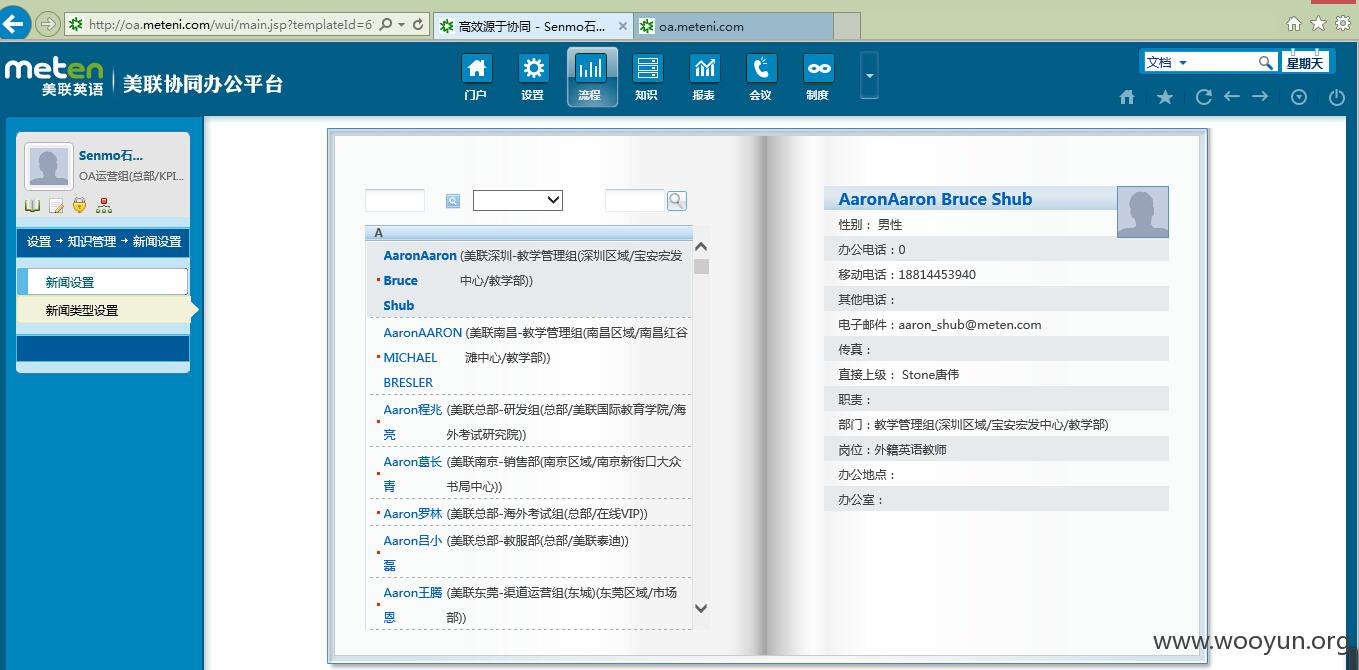 http://oa.meteni.com/wui/main.jsp?templateId=6
高效源于协同 - Senmo石...
oa.meteni.com
meten
美联英语
美联协同办公平台
门户
设置
流程
知识
报表
会议
制度
文档
星期天
Senmo石...
OA运营组(总部/KPI...
设置 → 知识管理 → 新闻设置
新闻设置
新闻类型设置
A
AaronAaron Bruce Shub
(美联深圳-教学管理组(深圳区域/宝安宏发中心/教学部))
AaronAARON MICHAEL BRESLER
(美联南昌-教学管理组(南昌区域/南昌红谷滩中心/教学部))
Aaron程兆亮
(美联总部-研发组(总部/美联国际教育学院/海外考试研究院))
Aaron葛长青
(美联南京-销售部(南京区域/南京新街口大众书局中心))
Aaron罗林 (美联总部-海外考试组(总部/在线VIP))
Aaron吕小磊
(美联总部-教服部(总部/美联泰迪))
Aaron王腾恩
(美联东莞-渠道运营组(东城)(东莞区域/市场部))
AaronAaron Bruce Shub
性别： 男性
办公电话：0
移动电话：18814453940
其他电话：
电子邮件：aaron_shub@meten.com
传真：
直接上级： Stone唐伟
职责：
部门：教学管理组(深圳区域/宝安宏发中心/教学部)
岗位：外籍英语教师
办公地点：
办公室：
www.wooyun.org